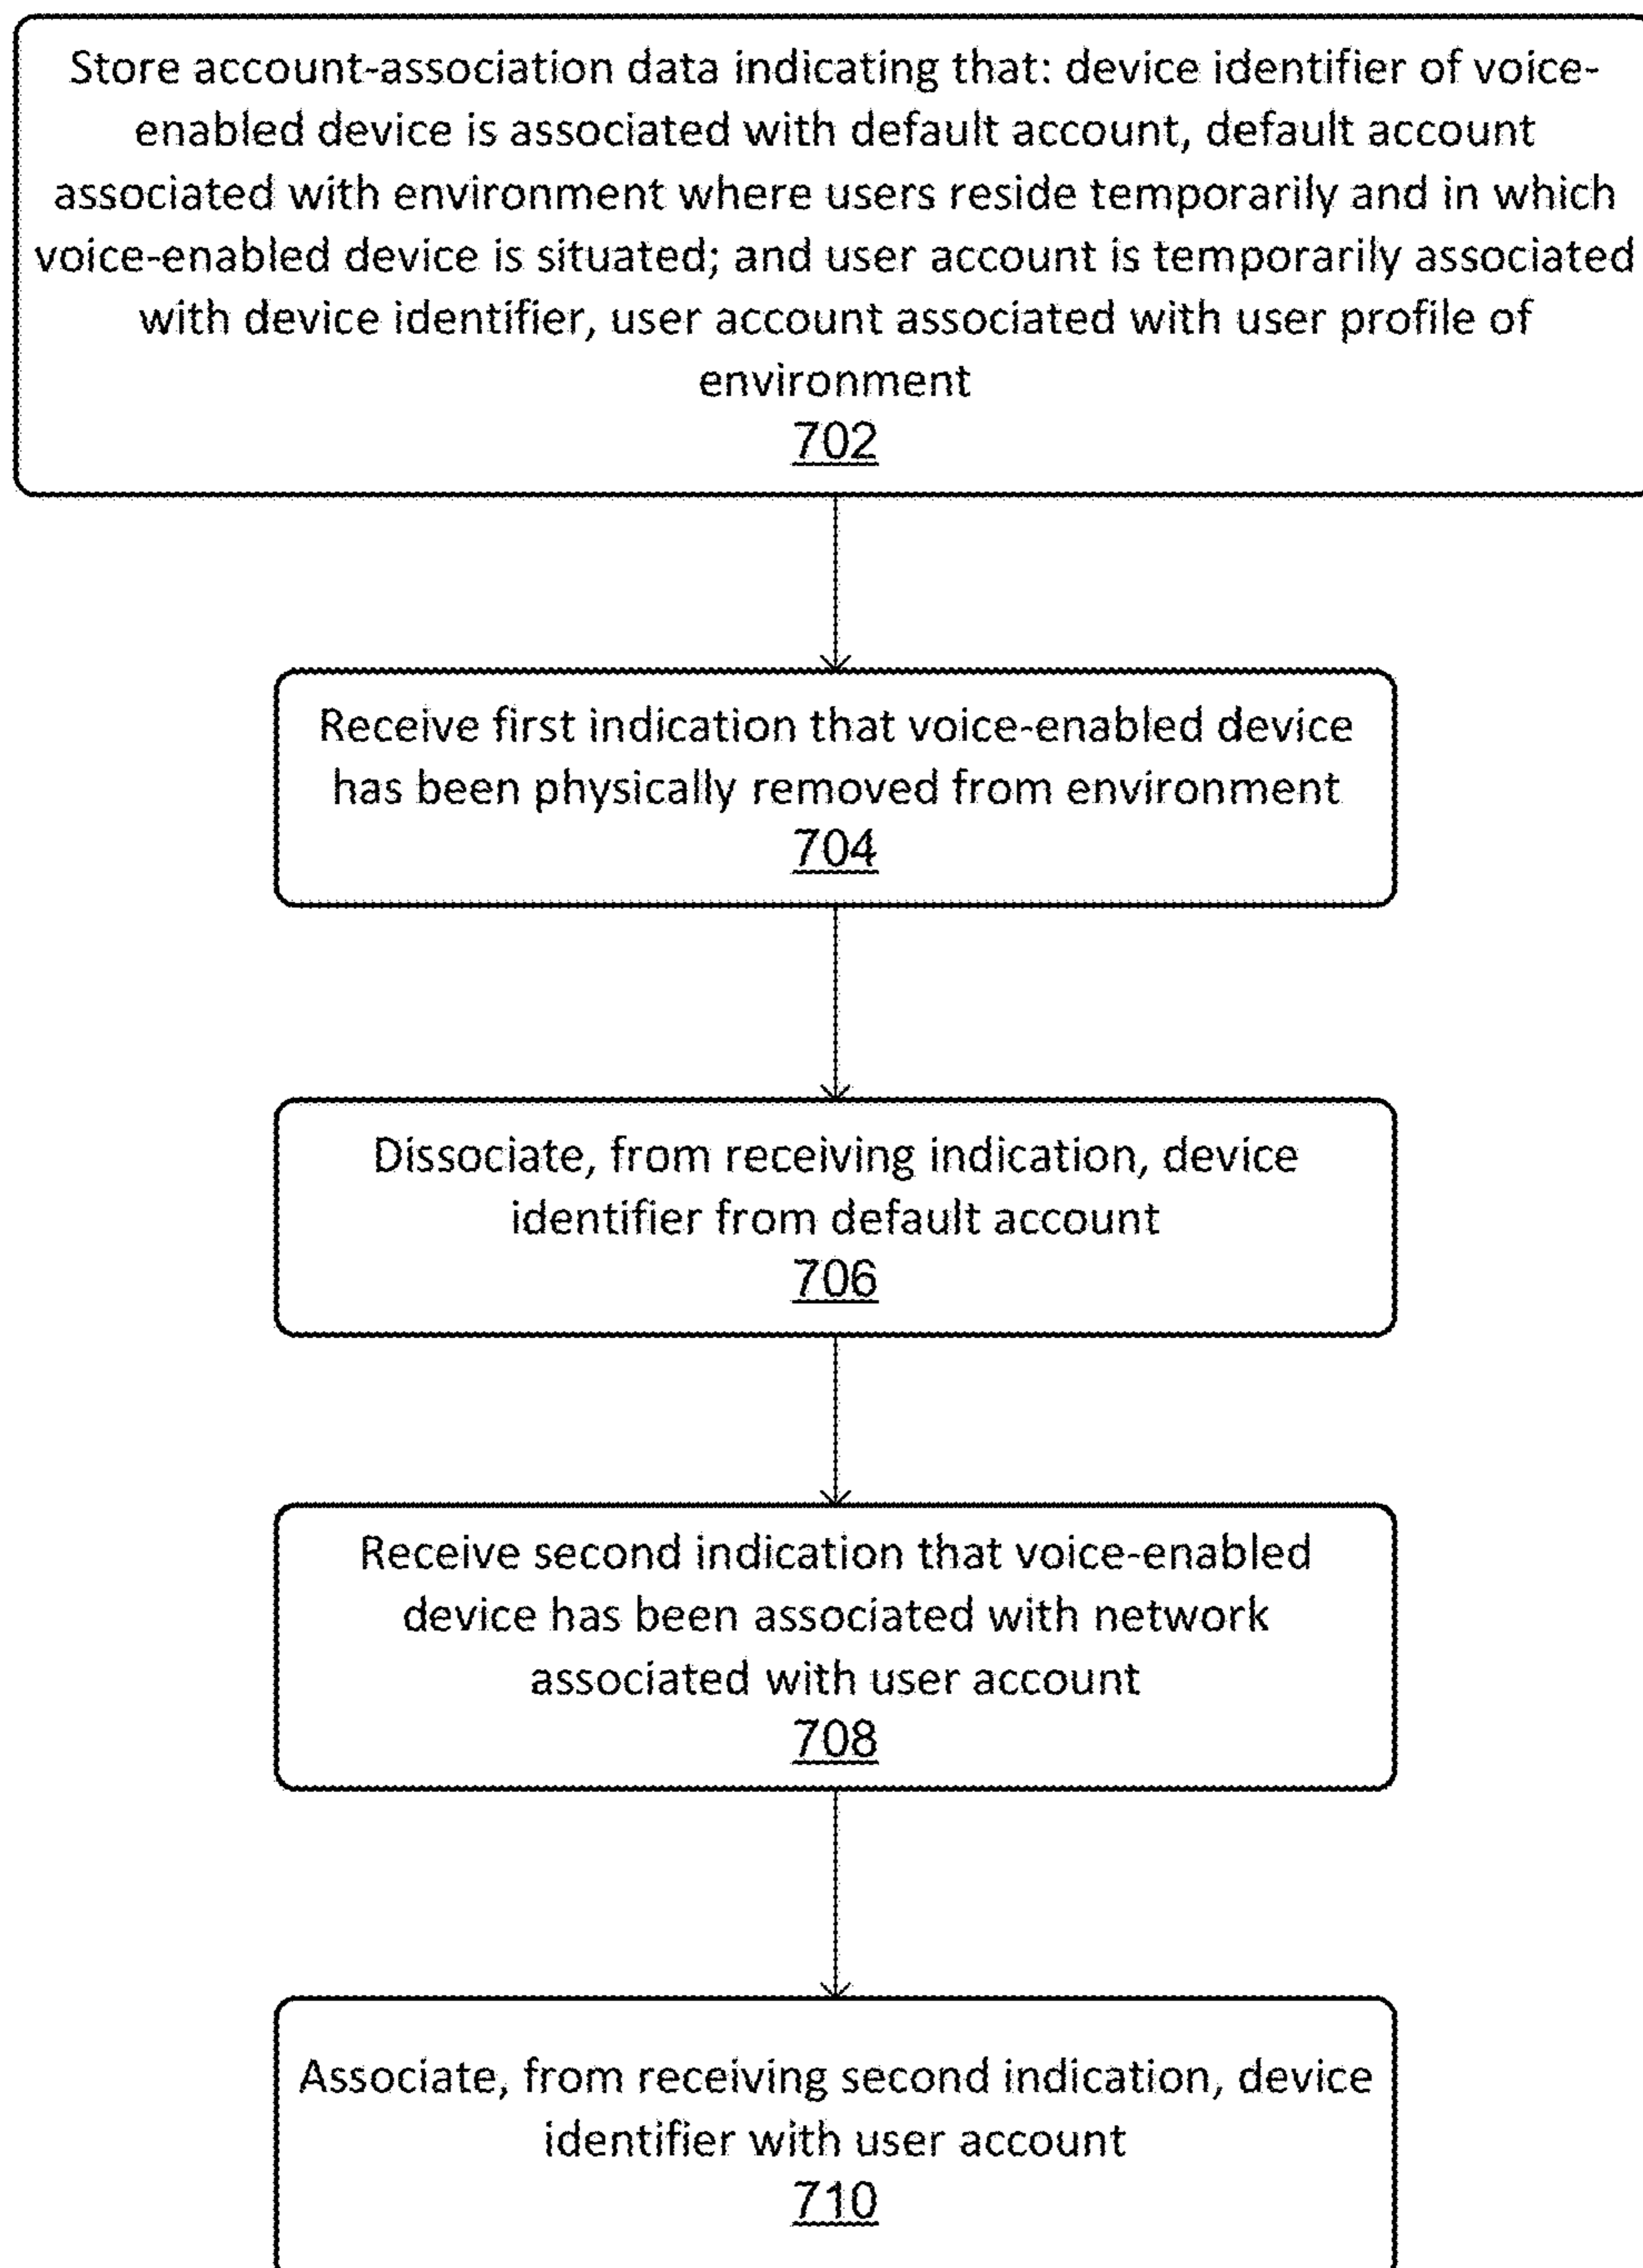 Store account-association data indicating that: device identifier of voice-
enabled device is associated with default account, default account
associated with environment where users reside temporarily and in which
voice-enabled device is situated; and user account is temporarily associated
with device identifier, user account associated with user profile of
environment
702
Receive first indication that voice-enabled device
has been physically removed from environment
704
Dissociate, from receiving indication, device
identifier from default account
706
Receive second indication that voice-enabled
device has been associated with network
associated with user account
708
Associate, from receiving second indication, device
identifier with user account
710